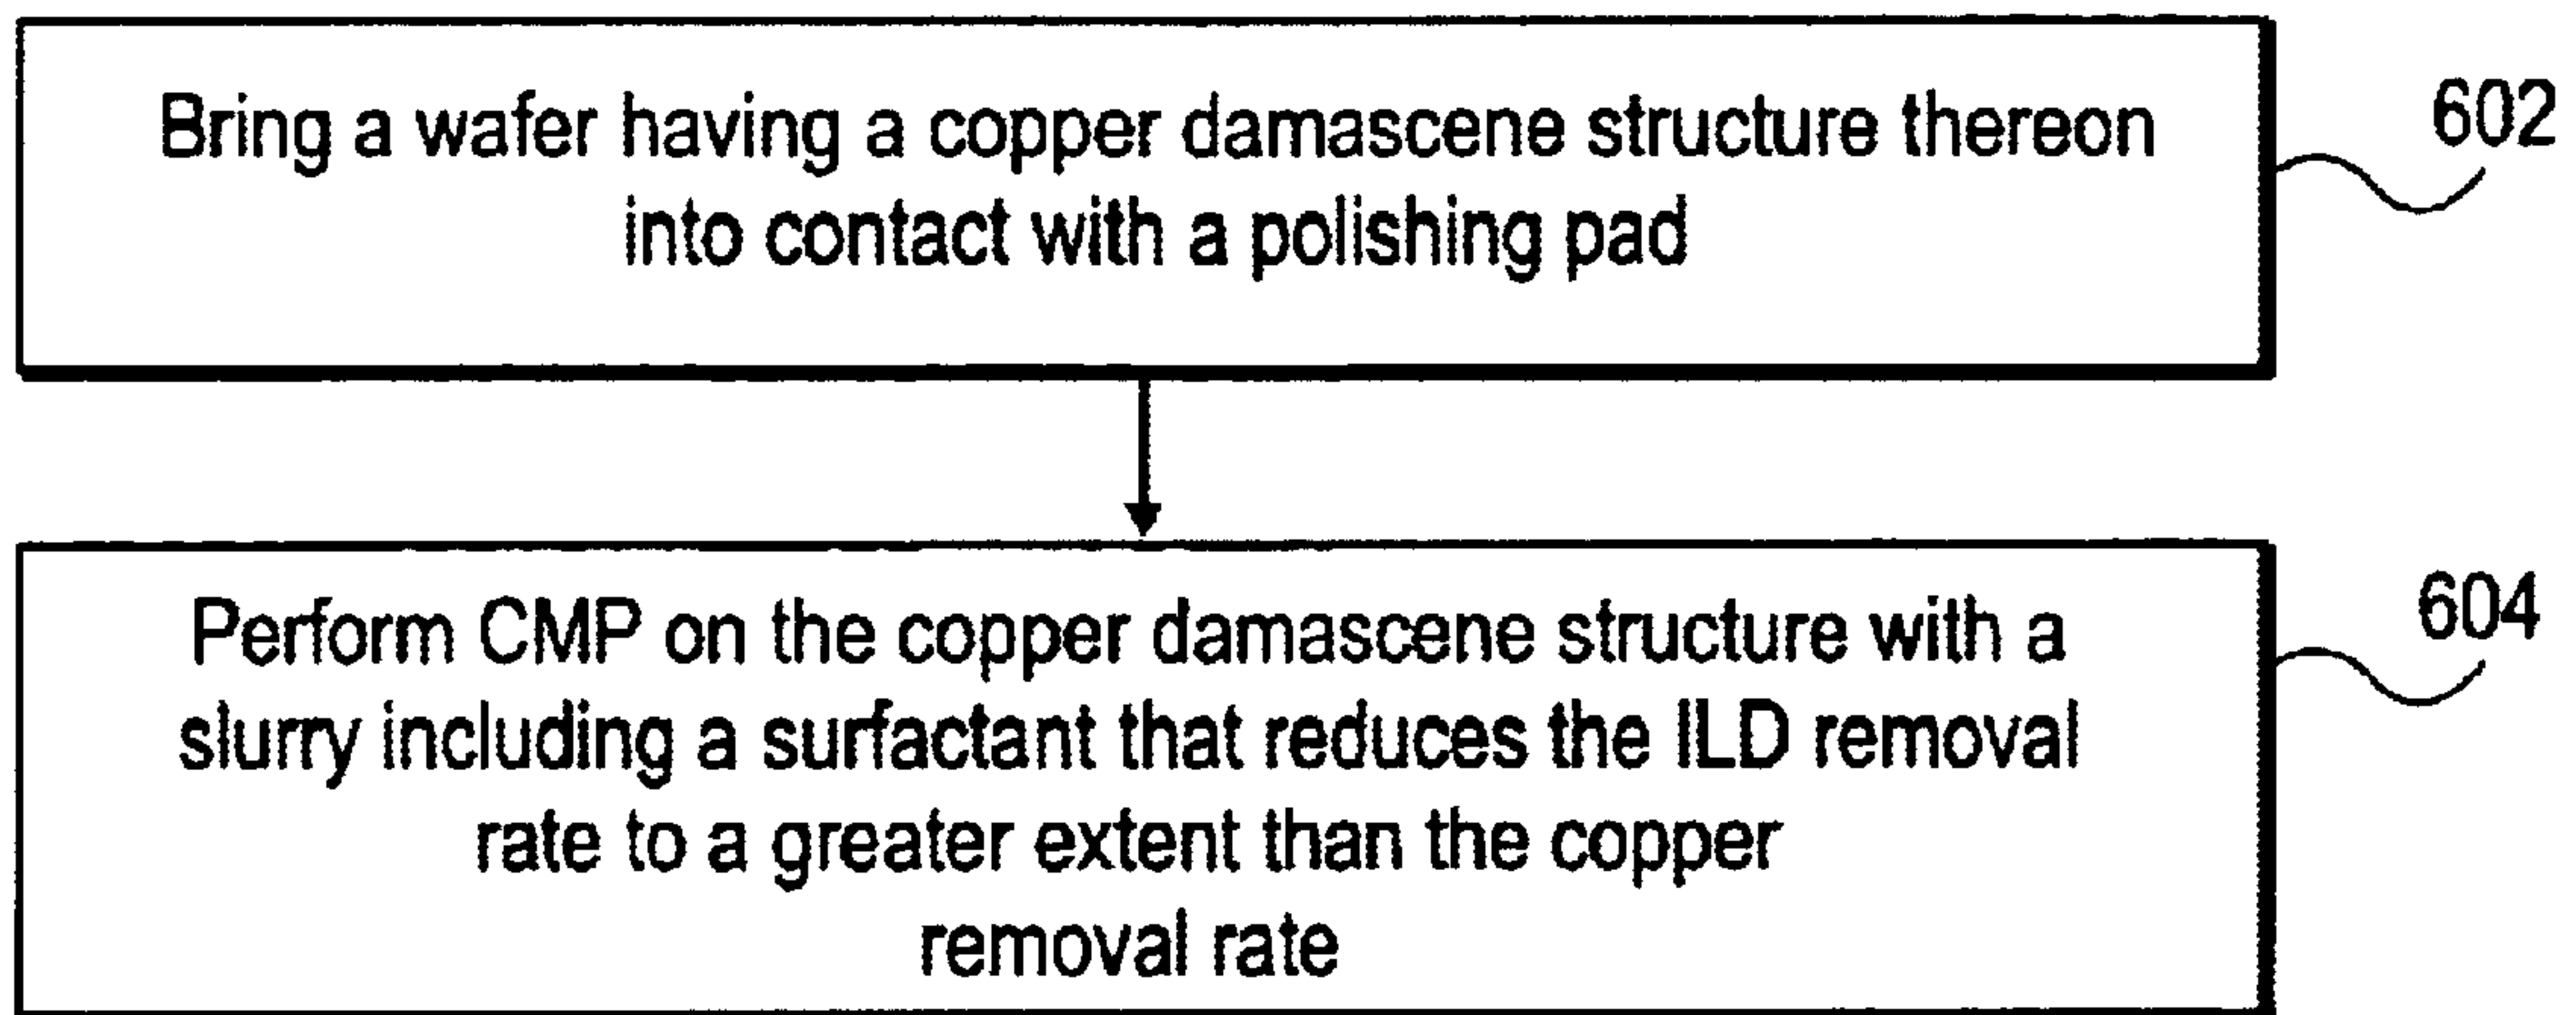 Bring a wafer having a copper damascene structure thereon
into contact with a polishing pad
602
Perform CMP on the copper damascene structure with a
slurry including a surfactant that reduces the ILD removal
rate to a greater extent than the copper
removal rate
604